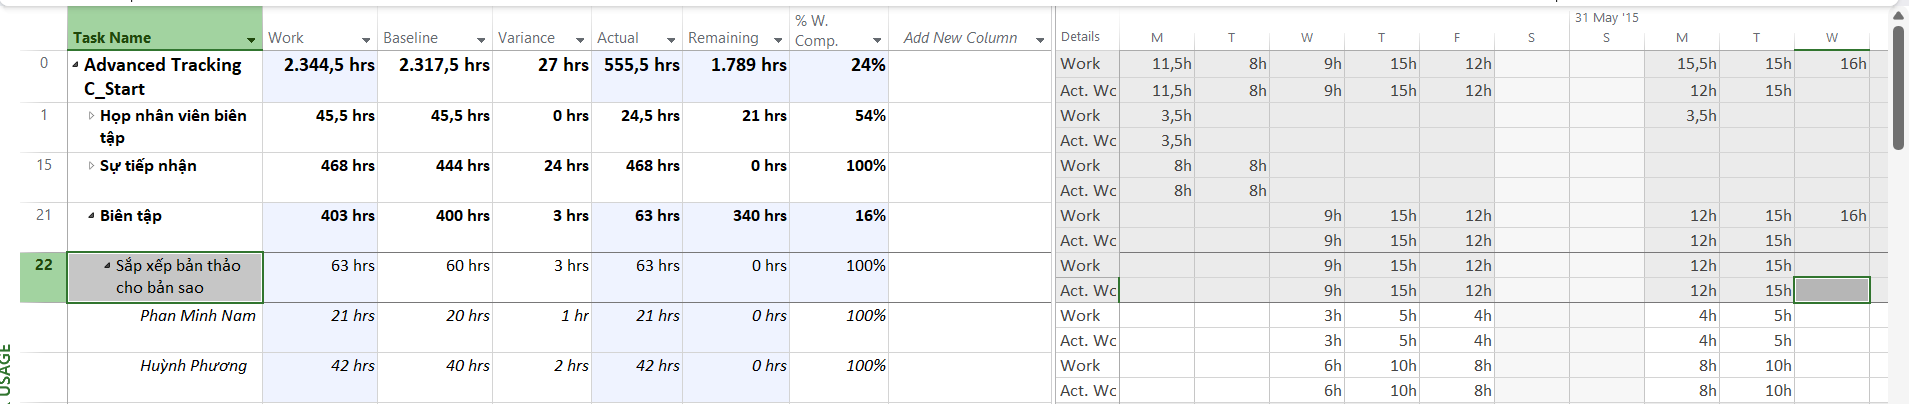 31 May '15
Task Name Work Baseline Variance Actual Remaining % W. Comp. Add New Column Details M T W T F S S M T W
0 Advanced Tracking C_Start 2.344,5 hrs 2.317,5 hrs 27 hrs 555,5 hrs 1.789 hrs 24% Work 11,5h 8h 9h 15h 12h 15,5h 15h 16h
Act. Wc 11,5h 8h 9h 15h 12h 12h 15h
1 Họp nhân viên biên tập 45,5 hrs 45,5 hrs 0 hrs 24,5 hrs 21 hrs 54% Work 3,5h 3,5h
Act. Wc 3,5h
15 Sự tiếp nhận 468 hrs 444 hrs 24 hrs 468 hrs 0 hrs 100% Work 8h 8h
Act. Wc 8h 8h
21 Biên tập 403 hrs 400 hrs 3 hrs 63 hrs 340 hrs 16% Work 9h 15h 12h 12h 15h 16h
Act. Wc 9h 15h 12h 12h 15h
22 Sắp xếp bản thảo cho bản sao 63 hrs 60 hrs 3 hrs 63 hrs 0 hrs 100% Work 9h 15h 12h 12h 15h
Act. Wc 9h 15h 12h 12h 15h
Phan Minh Nam 21 hrs 20 hrs 1 hr 21 hrs 0 hrs 100% Work 3h 5h 4h 4h 5h
Act. Wc 3h 5h 4h 4h 5h
Huỳnh Phương 42 hrs 40 hrs 2 hrs 42 hrs 0 hrs 100% Work 6h 10h 8h 8h 10h
Act. Wc 6h 10h 8h 8h 10h
USAGE